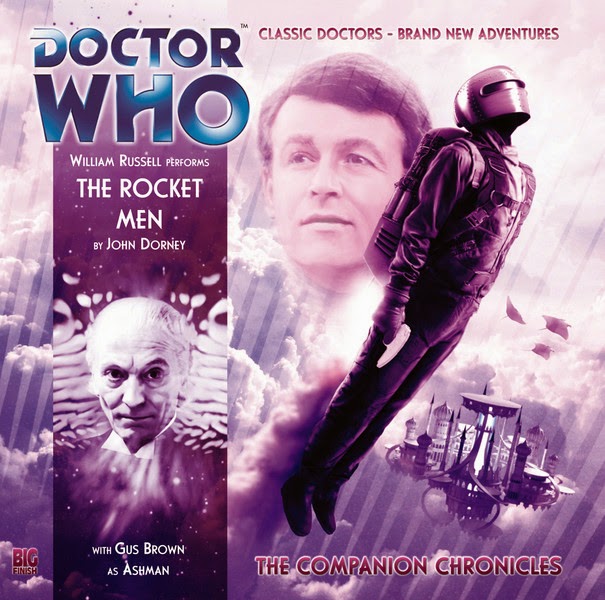 DOCTOR WHO™
CLASSIC DOCTORS - BRAND NEW ADVENTURES
WILLIAM RUSSELL PERFORMS
THE ROCKET
MEN
BY JOHN DORNEY
WITH GUS BROWN
AS ASHMAN
BIG
FINISH
THE COMPANION CHRONICLES